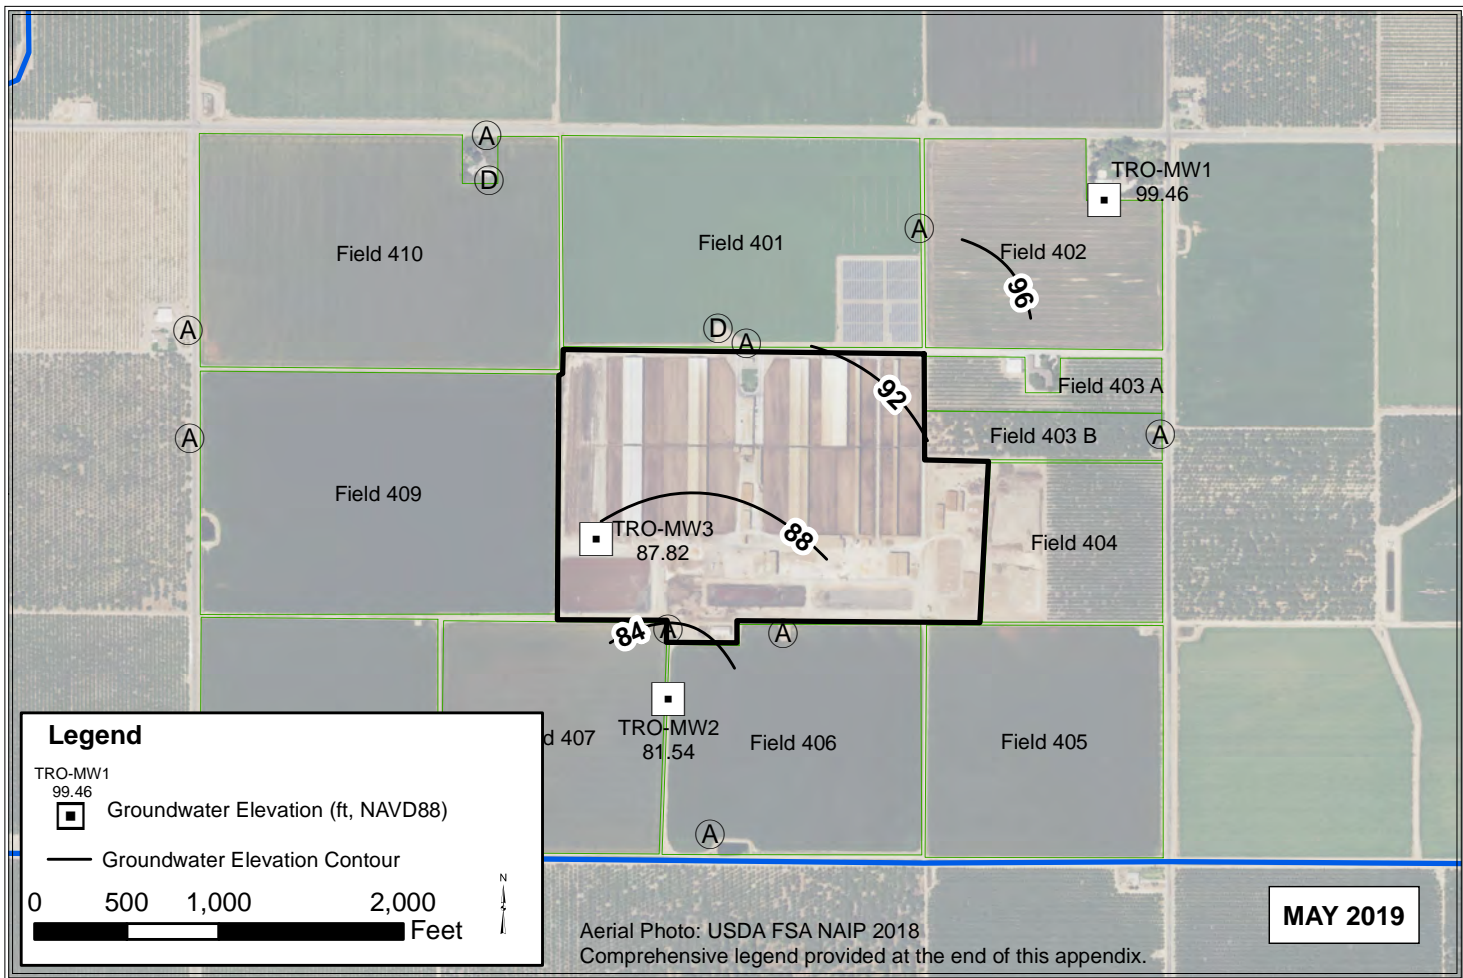 A
TRO-MW1
99.46
D
A
Field 410
Field 401
Field 402
96
A
D
A
92
Field 403 A
A
Field 403 B
A
Field 409
TRO-MW3
87.82
88
Field 404
84
A
A
d 407
TRO-MW2
81.54
Field 406
Field 405
A
Legend
TRO-MW1
99.46
Groundwater Elevation (ft, NAVD88)
Groundwater Elevation Contour
0 500 1,000 2,000
Feet
N
Aerial Photo: USDA FSA NAIP 2018
Comprehensive legend provided at the end of this appendix.
MAY 2019